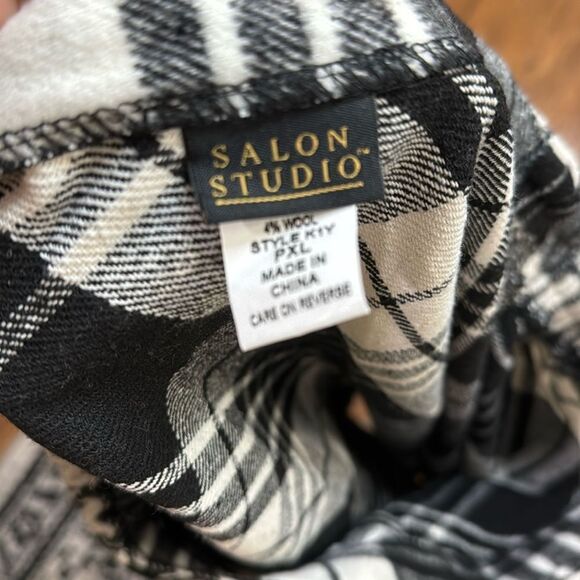 SALON
STUDIO™
4% WOOL
STYLE K1Y
PXL
MADE IN
CHINA
CARE ON REVERSE